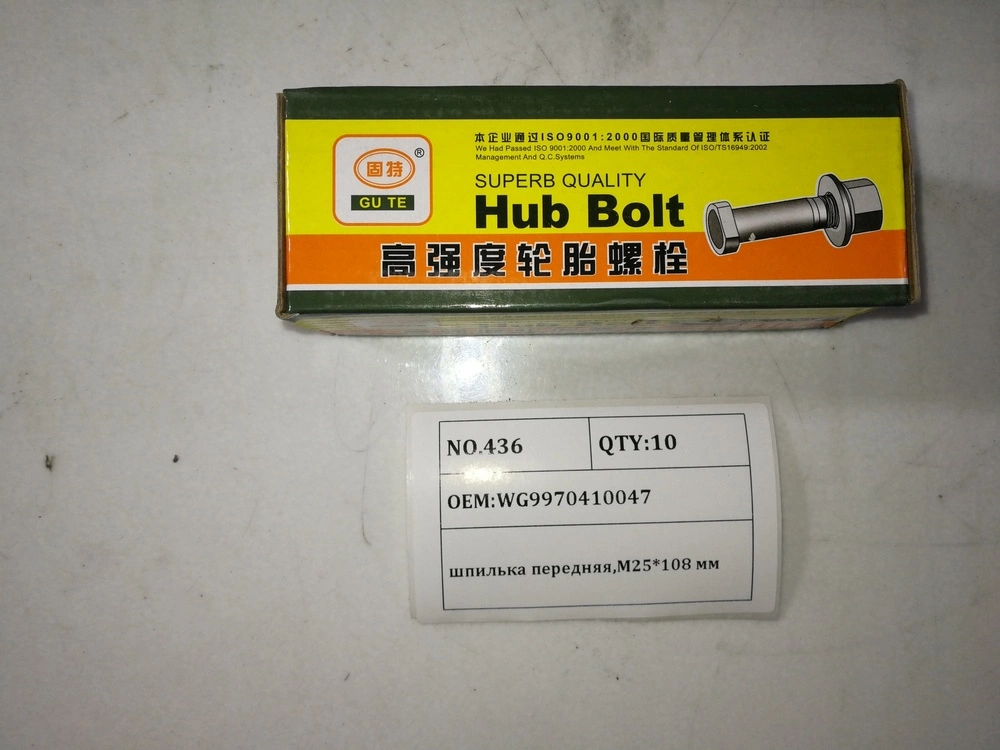 本企业通过ISO9001:2000国际质量管理体系认证
We Had Passed ISO 9001:2000 And Meet With The Standard Of ISO/TS16949:2002
Management And Q.C.Systems
固特
®
GU TE
SUPERB QUALITY
Hub Bolt
高强度轮胎螺栓
NO.436
QTY:10
OEM:WG9970410047
шпилька передняя,М25*108 мм